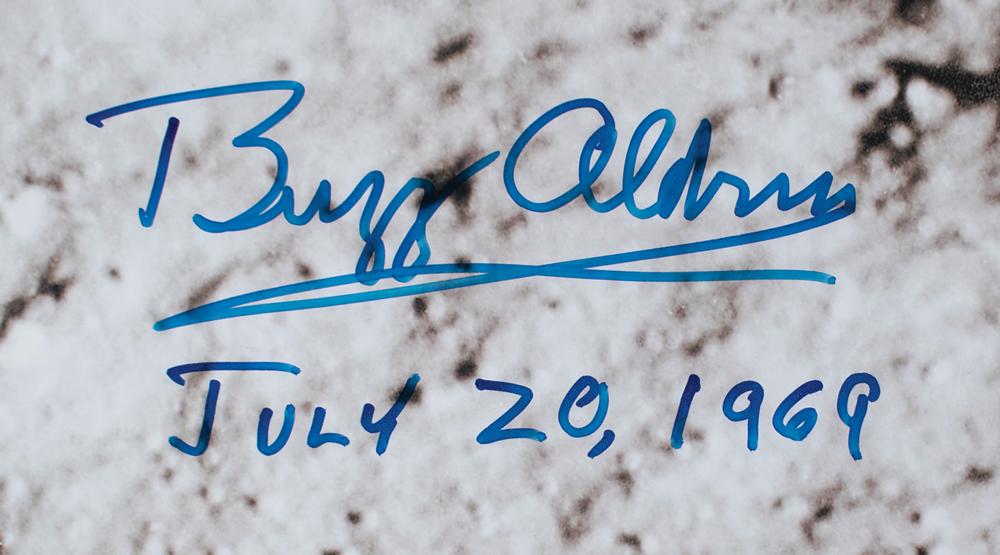 Buzz Aldrin
JULY 20, 1969